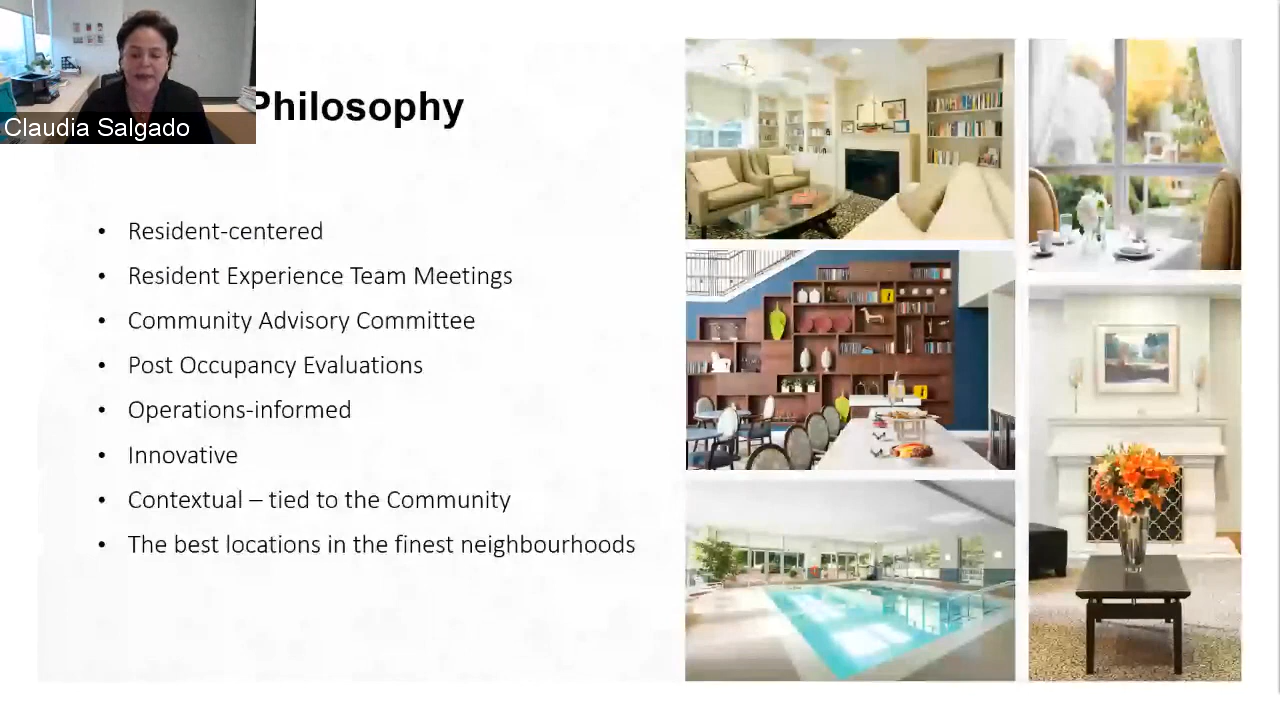 Claudia Salgado
Philosophy
• Resident-centered
• Resident Experience Team Meetings
• Community Advisory Committee
• Post Occupancy Evaluations
• Operations-informed
• Innovative
• Contextual – tied to the Community
• The best locations in the finest neighbourhoods